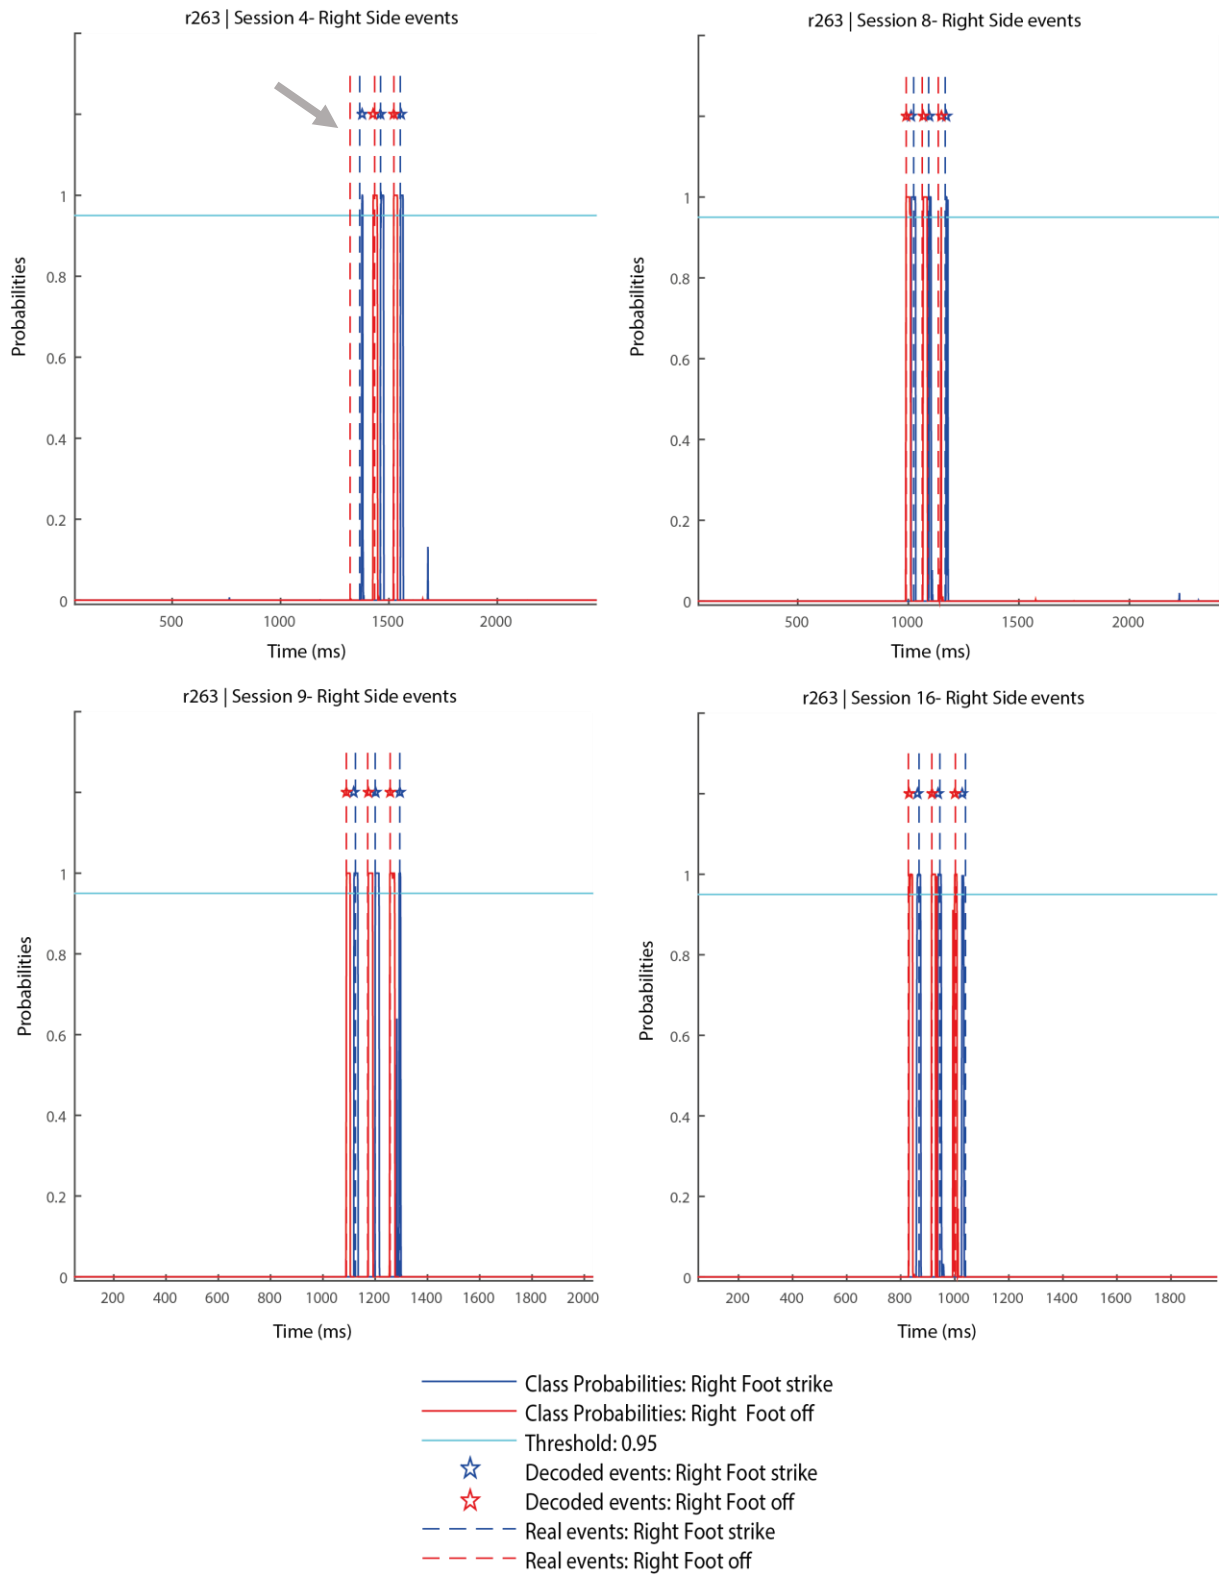 r263 | Session 4- Right Side events
1
0.8
0.6
0.4
0.2
0
Probabilities
500 1000 1500 2000
Time (ms)
r263 | Session 8- Right Side events
1
0.8
0.6
0.4
0.2
0
Probabilities
500 1000 1500 2000
Time (ms)
r263 | Session 9- Right Side events
1
0.8
0.6
0.4
0.2
0
Probabilities
200 400 600 800 1000 1200 1400 1600 1800 2000
Time (ms)
r263 | Session 16- Right Side events
1
0.8
0.6
0.4
0.2
0
Probabilities
200 400 600 800 1000 1200 1400 1600 1800
Time (ms)
Class Probabilities: Right Foot strike
Class Probabilities: Right Foot off
Threshold: 0.95
Decoded events: Right Foot strike
Decoded events: Right Foot off
Real events: Right Foot strike
Real events: Right Foot off